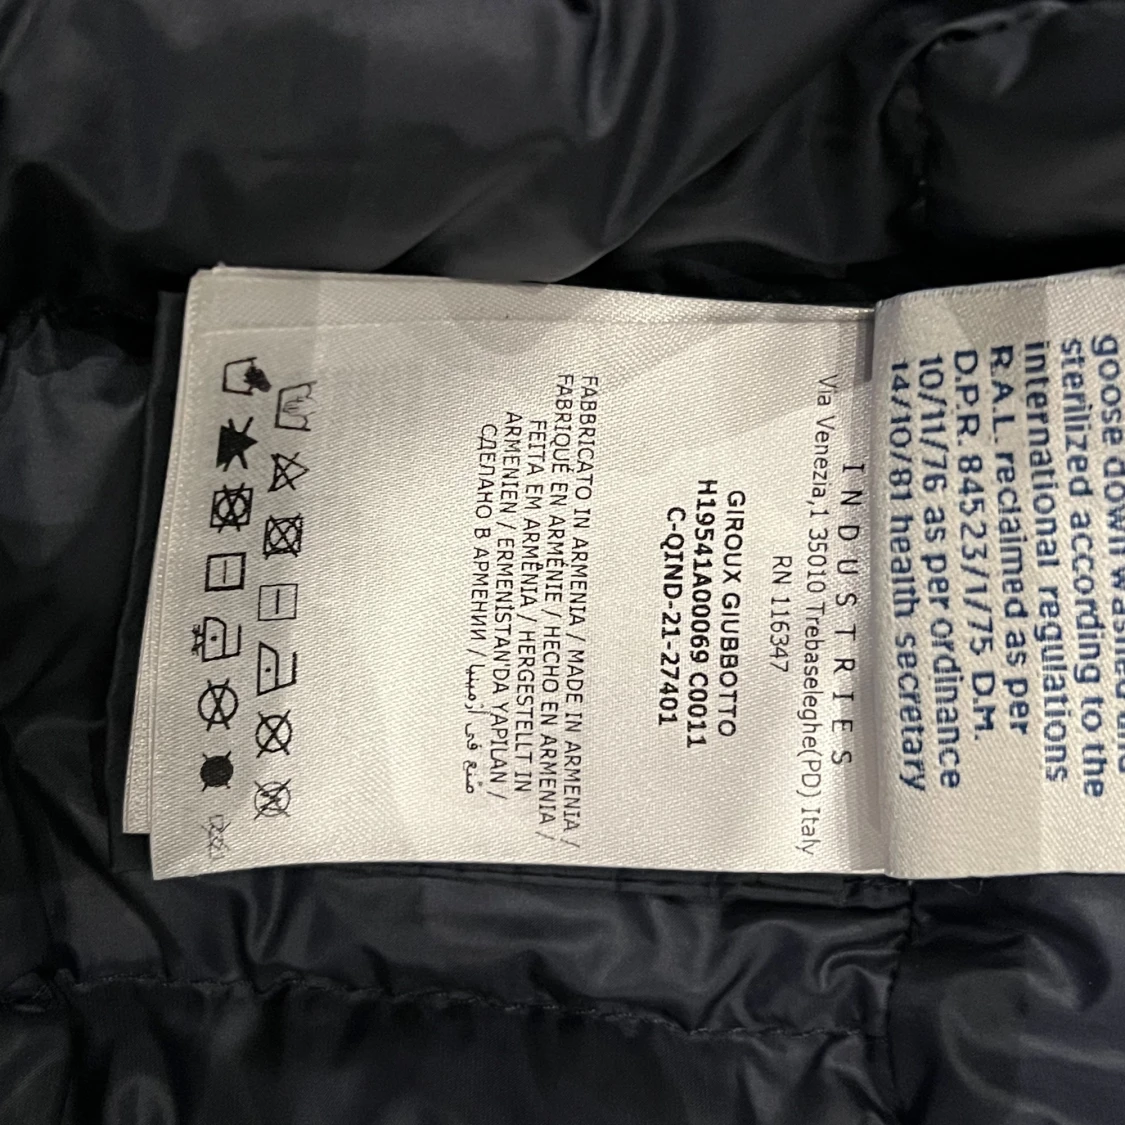 goose down washed and
sterilized according to the
international regulations
R.A.L. reclaimed as per
D.P.R. 84523/1/75 D.M.
10/11/76 as per ordinance
14/10/81 health secretary
INDUSTRIES
Via Venezia,1 35010 Trebaseleghe(PD) Italy
RN 116347
GIROUX GIUBBOTTO
H19541A00069 C0011
C-QIND-21-27401
FABBRICATO IN ARMENIA / MADE IN ARMENIA /
FABRIQUÉ EN ARMÉNIE / HECHO EN ARMENIA /
FEITA EM ARMÊNIA / HERGESTELLT IN
ARMENIEN / ERMENİSTAN'DA YAPILAN /
СДЕЛАНО В АРМЕНИИ / صُنع في أرمينيا